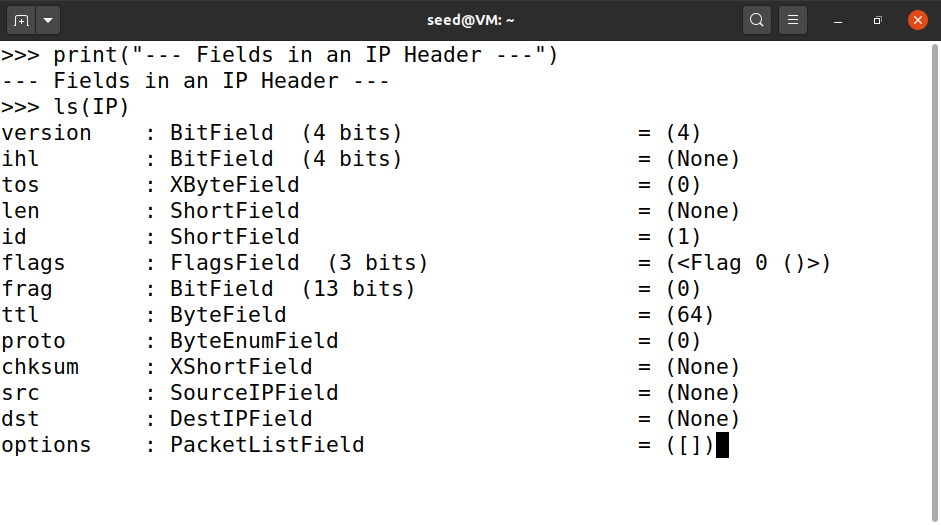 seed@VM: ~
>>> print("--- Fields in an IP Header ---")
--- Fields in an IP Header ---
>>> ls(IP)
version    : BitField  (4 bits)                  = (4)
ihl        : BitField  (4 bits)                  = (None)
tos        : XByteField                          = (0)
len        : ShortField                          = (None)
id         : ShortField                          = (1)
flags      : FlagsField  (3 bits)                = (<Flag 0 ()>)
frag       : BitField  (13 bits)                 = (0)
ttl        : ByteField                           = (64)
proto      : ByteEnumField                       = (0)
chksum     : XShortField                         = (None)
src        : SourceIPField                       = (None)
dst        : DestIPField                         = (None)
options    : PacketListField                     = ([])